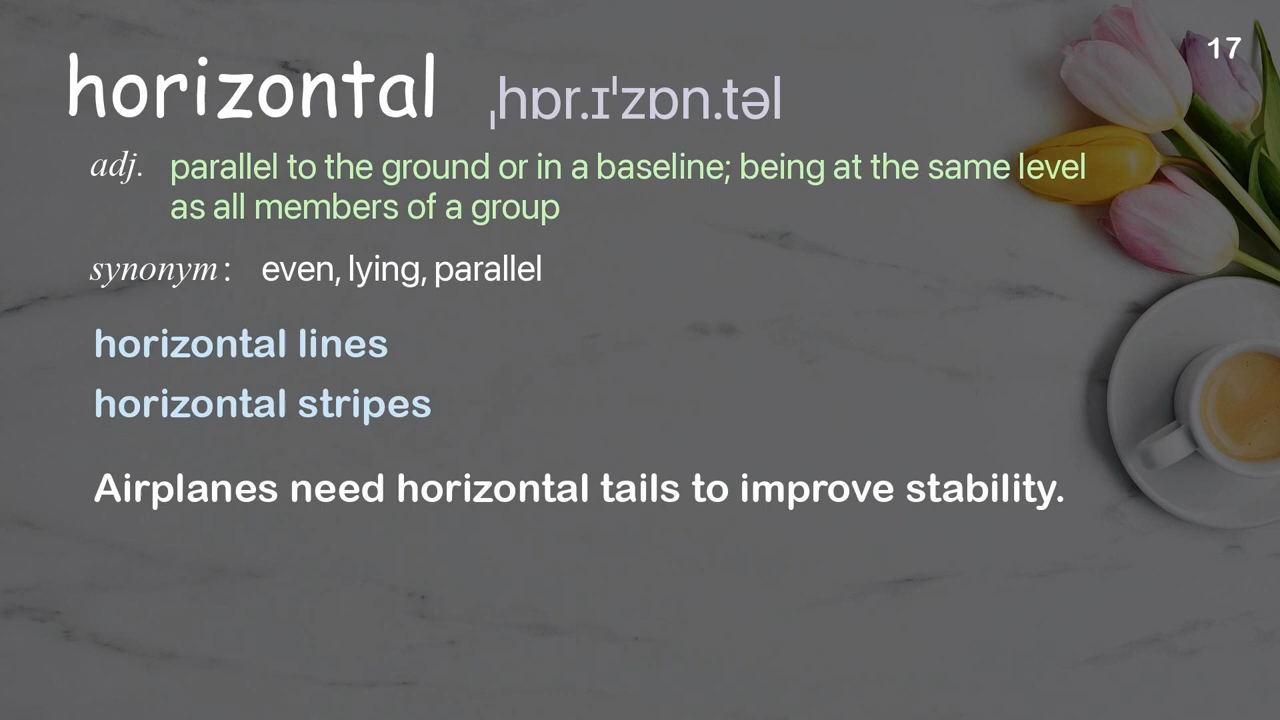 17
horizontal ˌhɒr.ɪˈzɒn.təl
adj. parallel to the ground or in a baseline; being at the same level
as all members of a group
synonym : even, lying, parallel
horizontal lines
horizontal stripes
Airplanes need horizontal tails to improve stability.